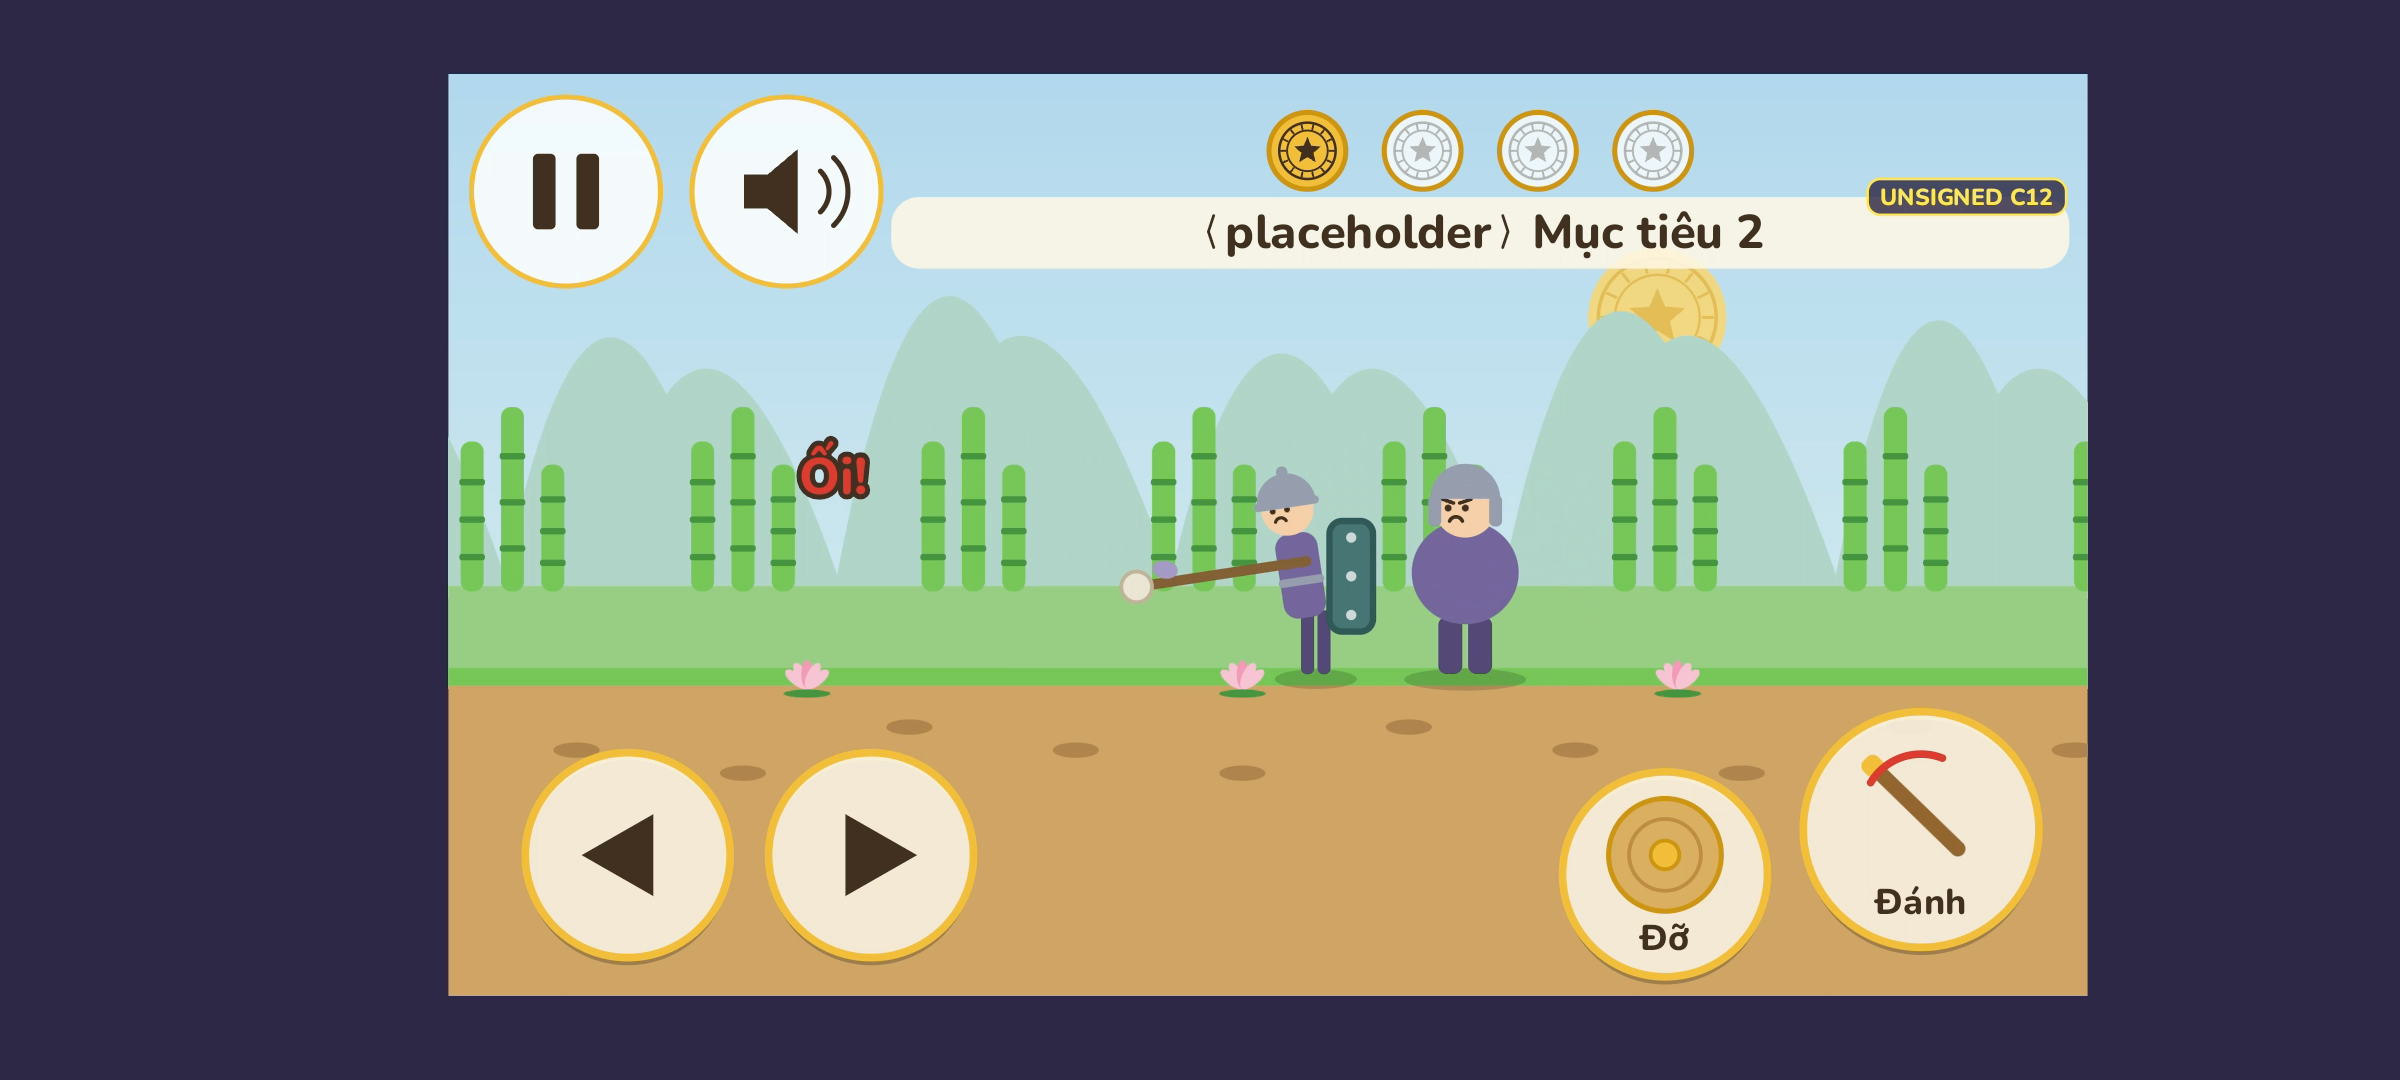 UNSIGNED C12
⟨placeholder⟩ Mục tiêu 2
Ối!
Đánh
Đỡ